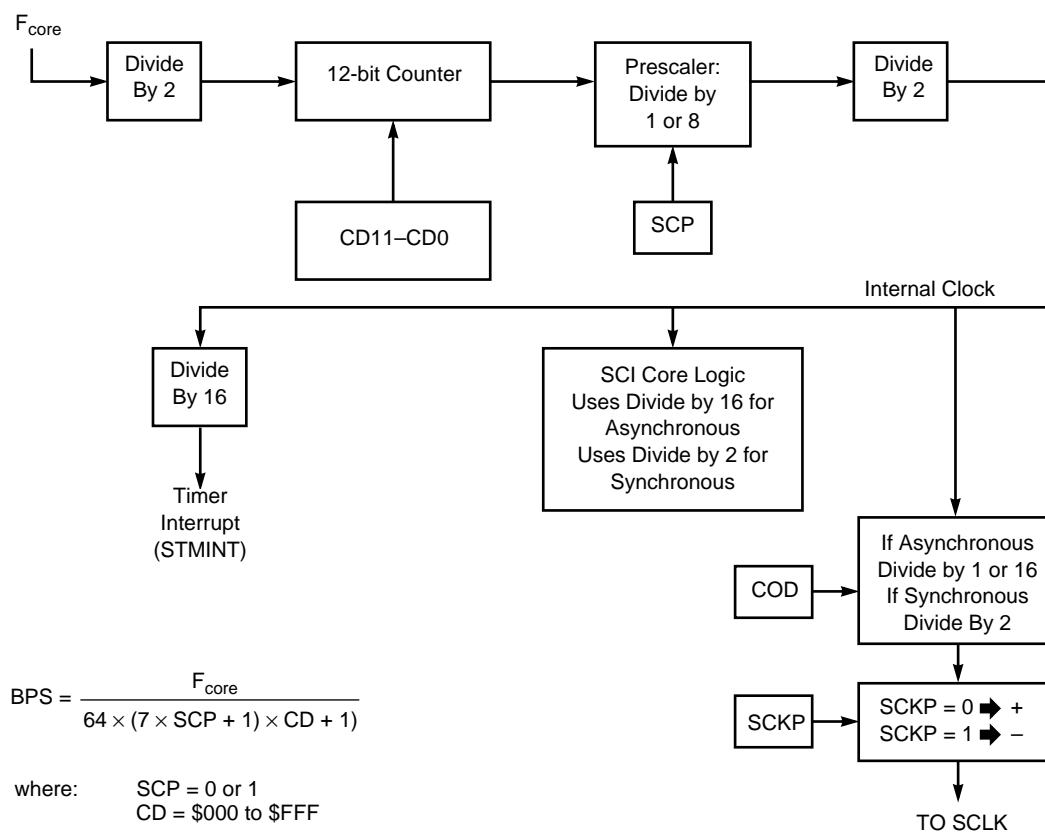 F_core
Divide
By 2
12-bit Counter
Prescaler:
Divide by
1 or 8
Divide
By 2
CD11–CD0
SCP
Internal Clock
Divide
By 16
SCI Core Logic
Uses Divide by 16 for
Asynchronous
Uses Divide by 2 for
Synchronous
Timer
Interrupt
(STMINT)
COD
If Asynchronous
Divide by 1 or 16
If Synchronous
Divide By 2
BPS = F_core
64 × (7 × SCP + 1) × CD + 1)
SCKP
SCKP = 0 ➡ +
SCKP = 1 ➡ –
where: SCP = 0 or 1
CD = $000 to $FFF
TO SCLK